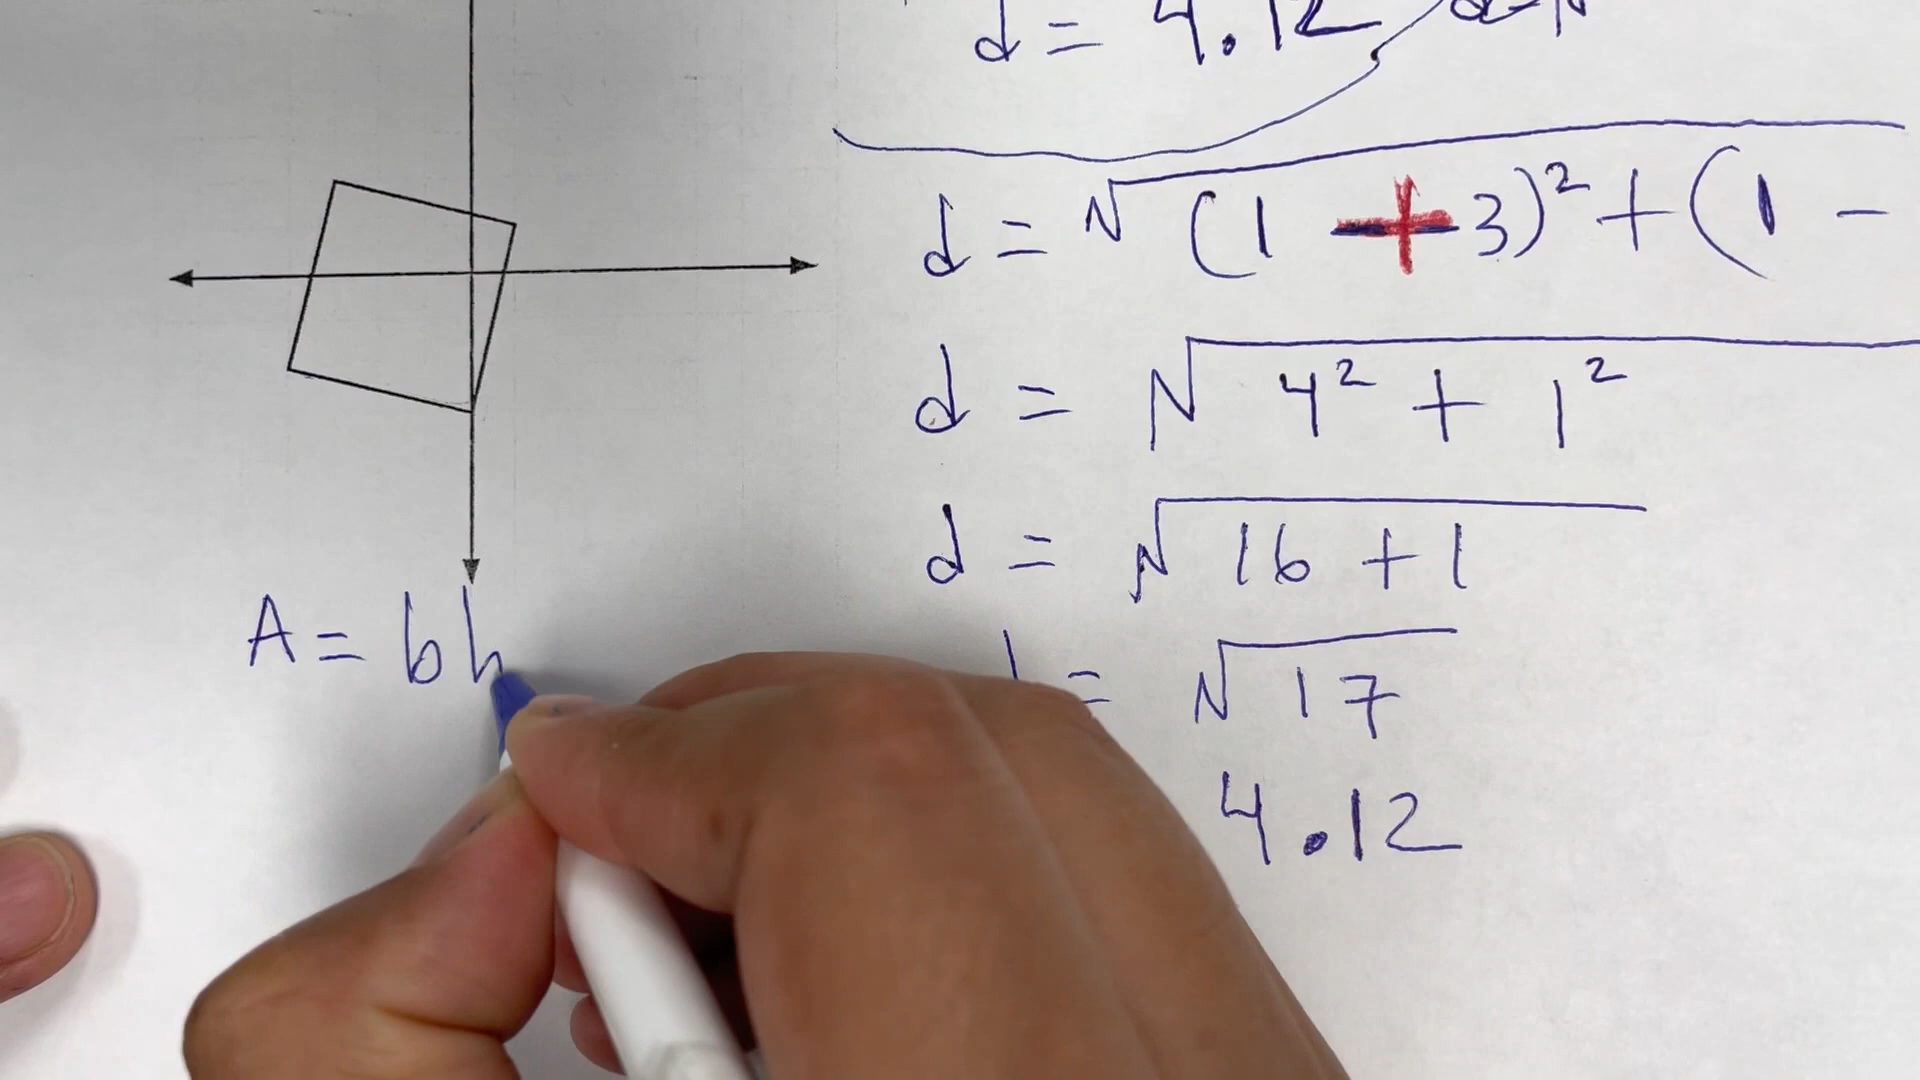 d = 4.12
d = √(1 + 3)² + (1 -
d = √4² + 1²
d = √16 + 1
= √17
4.12
A = bh